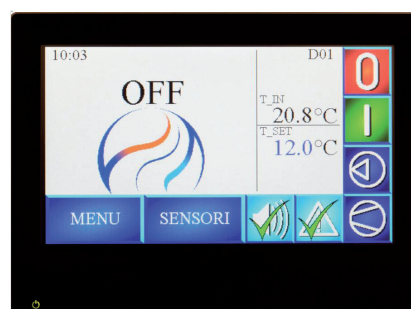 10:03
D01
OFF
T_IN
20.8°C
T_SET
12.0°C
MENU
SENSORI